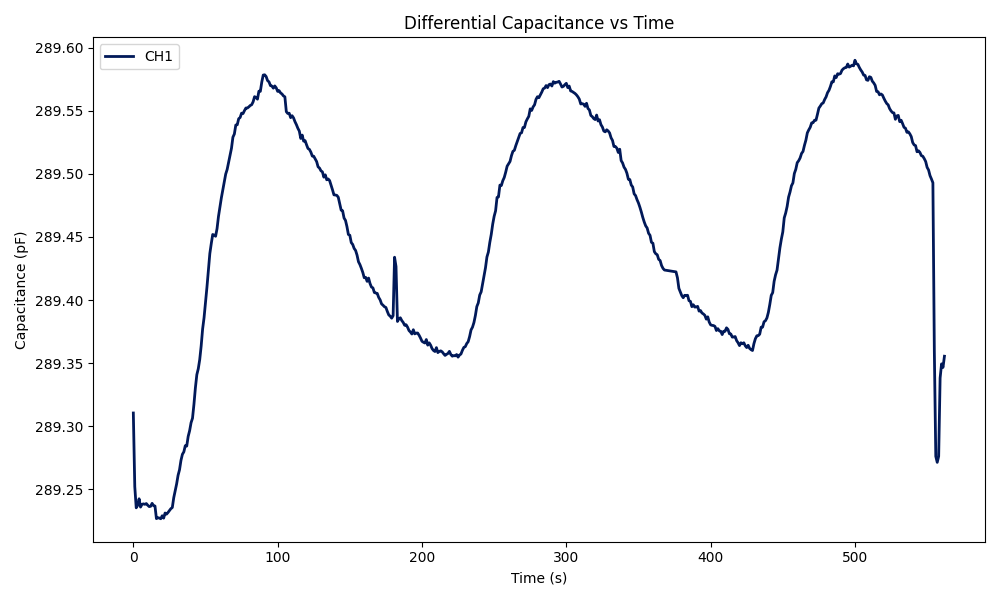 Differential Capacitance vs Time
CH1
289.60
289.55
289.50
289.45
289.40
289.35
289.30
289.25
Capacitance (pF)
0 100 200 300 400 500
Time (s)